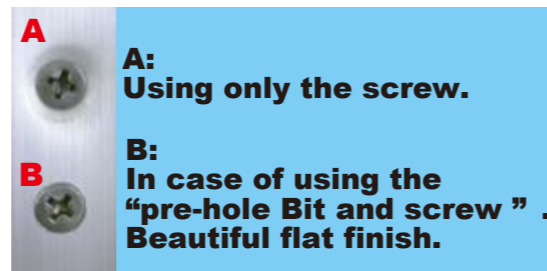 A
A:
Using only the screw.
B
B:
In case of using the
“pre-hole Bit and screw ” .
Beautiful flat finish.